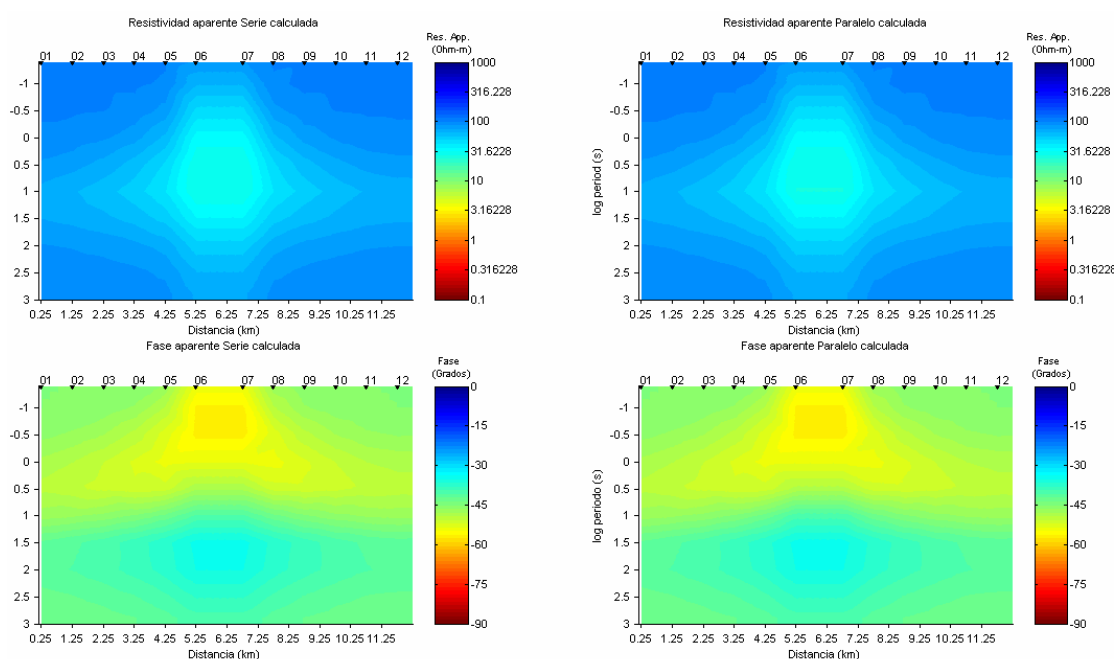 Resistividad aparente Serie calculada
01 02 03 04 05 06 07 08 09 10 11 12
Res. App.
(Ohm-m)
1000
316.228
100
31.6228
10
3.16228
1
0.316228
0.1
-1
-0.5
0
0.5
1
1.5
2
2.5
3
0.25 1.25 2.25 3.25 4.25 5.25 6.25 7.25 8.25 9.25 10.25 11.25
Distancia (km)
Resistividad aparente Paralelo calculada
01 02 03 04 05 06 07 08 09 10 11 12
Res. App.
(Ohm-m)
1000
316.228
100
31.6228
10
3.16228
1
0.316228
0.1
log period (s)
-1
-0.5
0
0.5
1
1.5
2
2.5
3
0.25 1.25 2.25 3.25 4.25 5.25 6.25 7.25 8.25 9.25 10.25 11.25
Distancia (km)
Fase aparente Serie calculada
01 02 03 04 05 06 07 08 09 10 11 12
Fase
(Grados)
0
-15
-30
-45
-60
-75
-90
-1
-0.5
0
0.5
1
1.5
2
2.5
3
0.25 1.25 2.25 3.25 4.25 5.25 6.25 7.25 8.25 9.25 10.25 11.25
Distancia (km)
Fase aparente Paralelo calculada
01 02 03 04 05 06 07 08 09 10 11 12
Fase
(Grados)
0
-15
-30
-45
-60
-75
-90
log periodo (s)
-1
-0.5
0
0.5
1
1.5
2
2.5
3
0.25 1.25 2.25 3.25 4.25 5.25 6.25 7.25 8.25 9.25 10.25 11.25
Distancia (km)